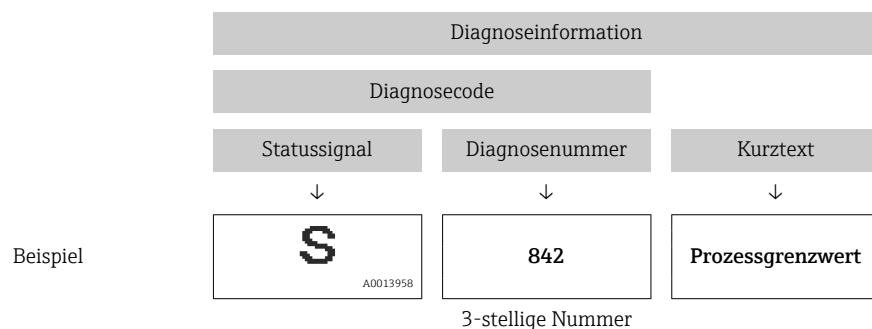 Diagnoseinformation
Diagnosecode
Statussignal Diagnosenummer Kurztext
↓ ↓ ↓
Beispiel S 842 Prozessgrenzwert
A0013958
3-stellige Nummer